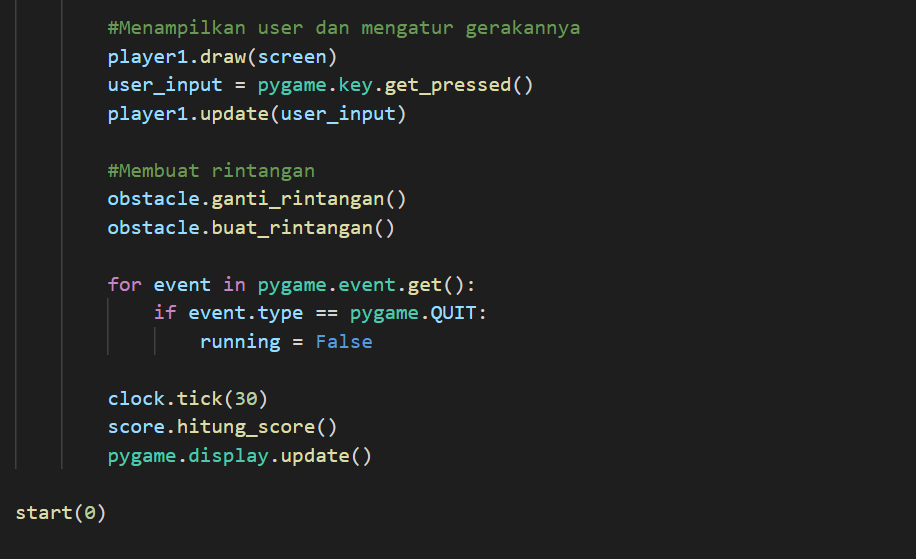 #Menampilkan user dan mengatur gerakannya
player1.draw(screen)
user_input = pygame.key.get_pressed()
player1.update(user_input)
#Membuat rintangan
obstacle.ganti_rintangan()
obstacle.buat_rintangan()
for event in pygame.event.get():
if event.type == pygame.QUIT:
running = False
clock.tick(30)
score.hitung_score()
pygame.display.update()
start(0)